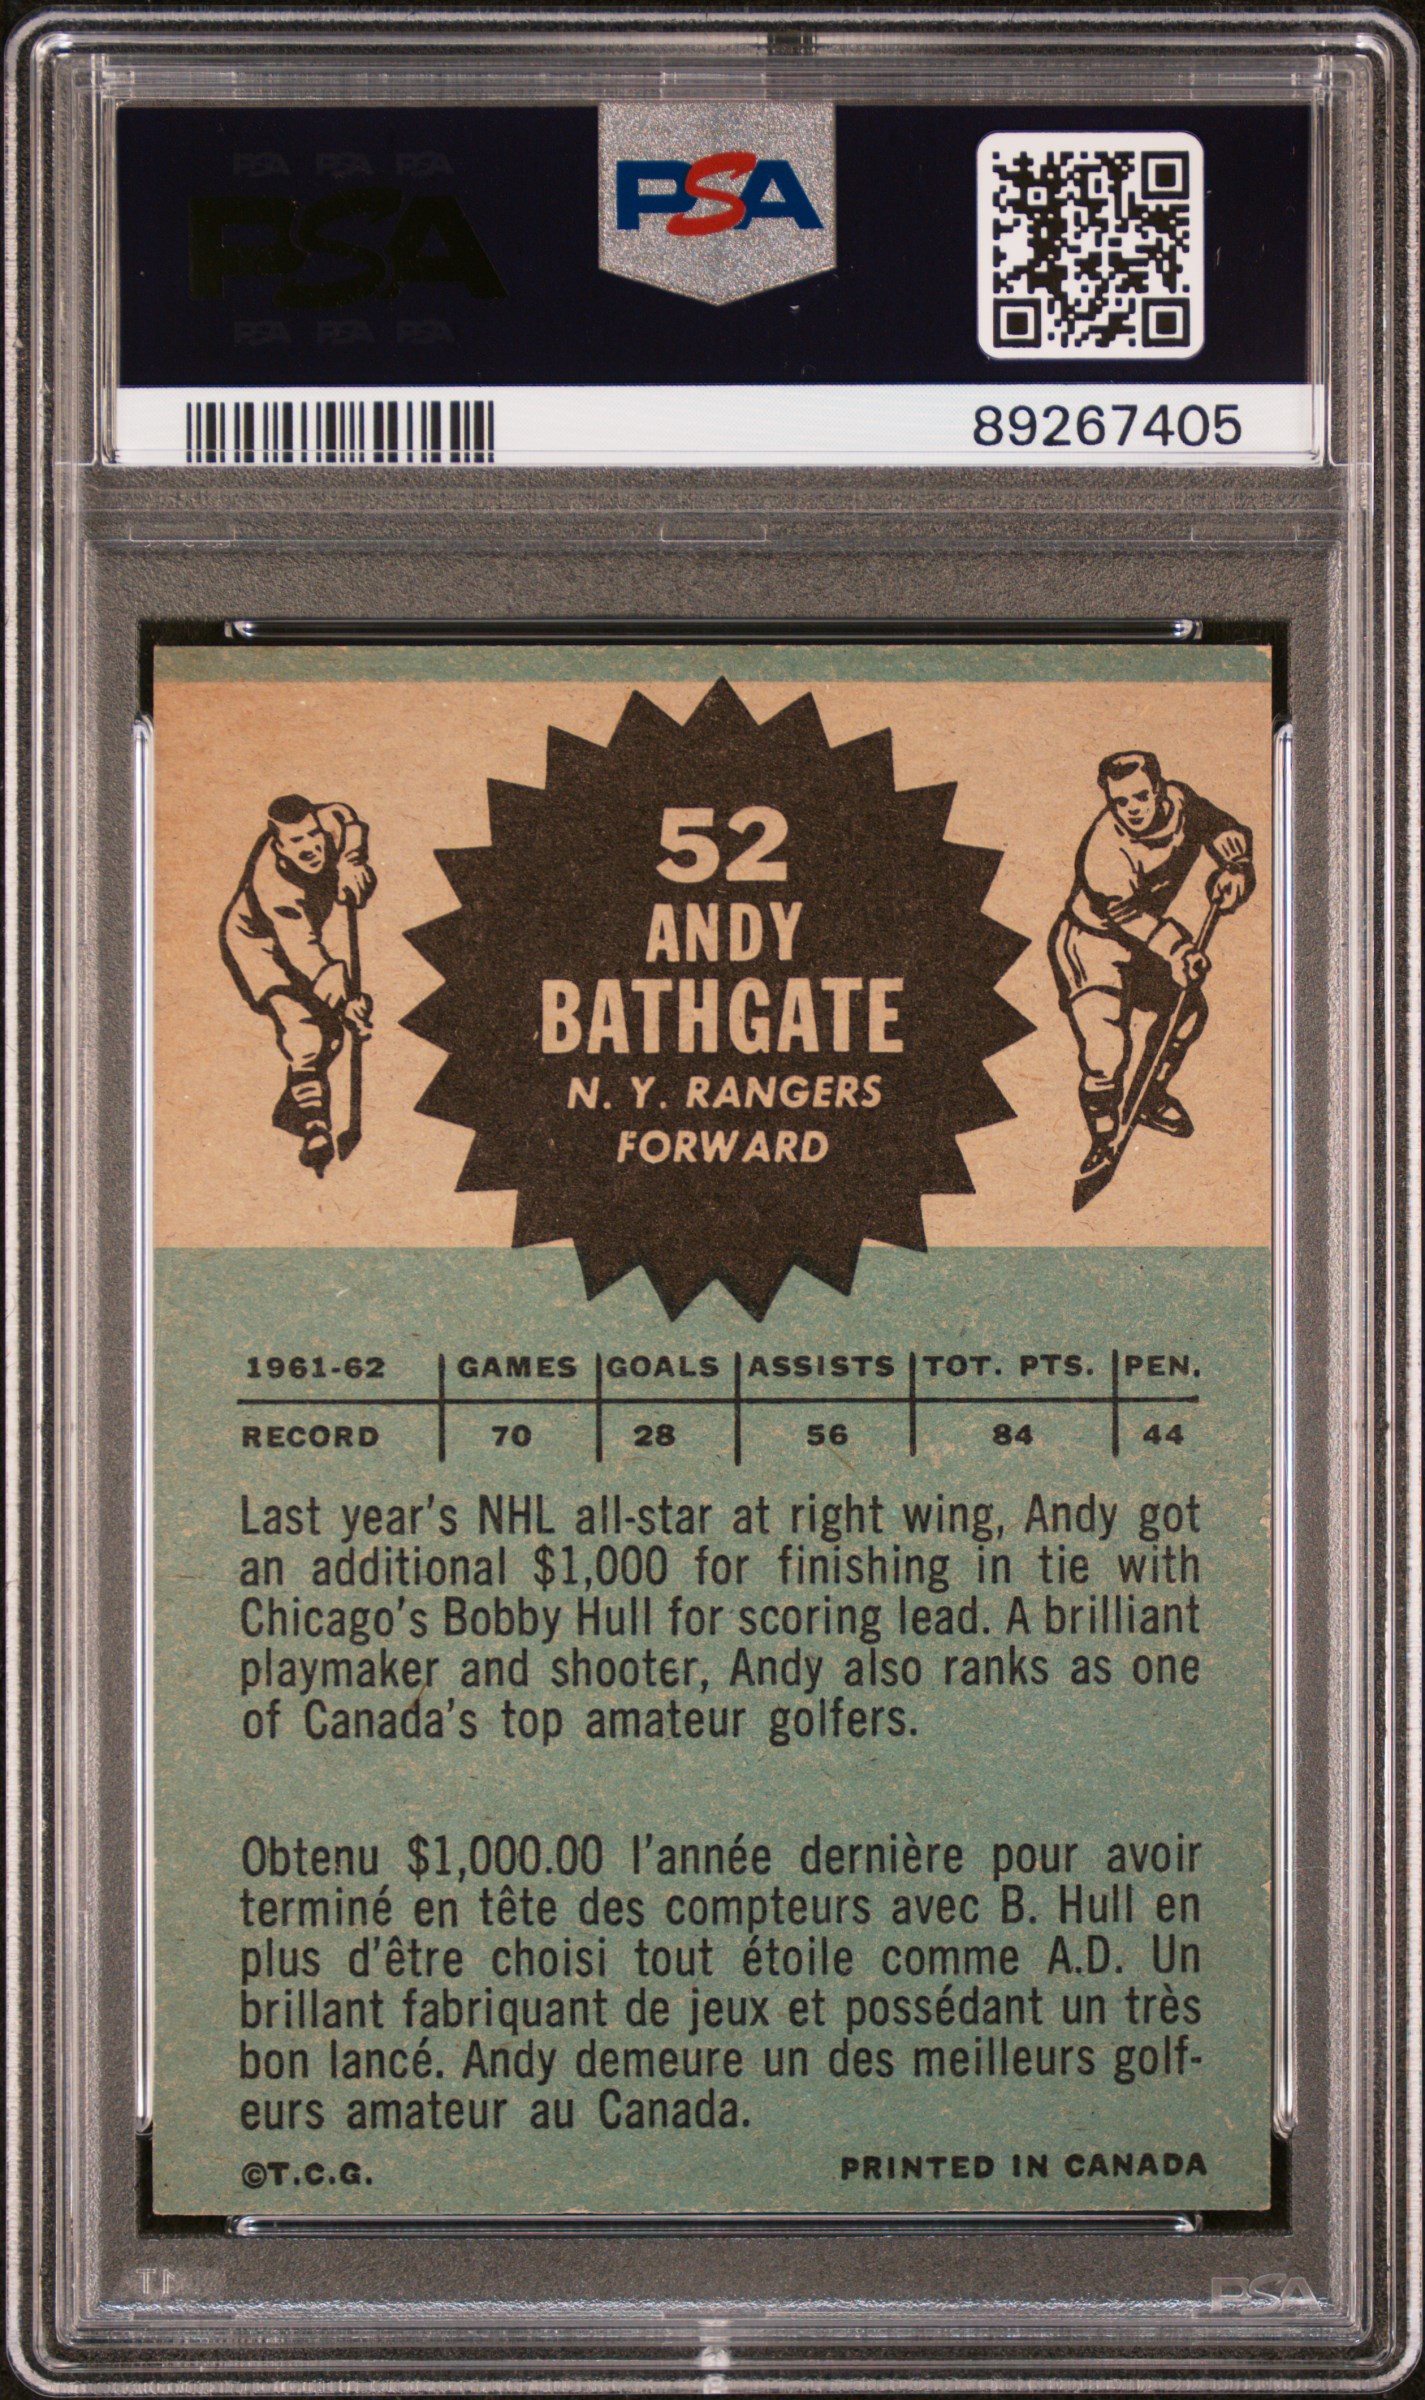 PSA PSA PSA
PSA
PSA
PSA PSA PSA
89267405
52
ANDY
BATHGATE
N. Y. RANGERS
FORWARD
1961-62 GAMES GOALS ASSISTS TOT. PTS. PEN.
RECORD 70 28 56 84 44
Last year's NHL all-star at right wing, Andy got
an additional $1,000 for finishing in tie with
Chicago's Bobby Hull for scoring lead. A brilliant
playmaker and shooter, Andy also ranks as one
of Canada's top amateur golfers.
Obtenu $1,000.00 l'année dernière pour avoir
terminé en tête des compteurs avec B. Hull en
plus d'être choisi tout étoile comme A.D. Un
brillant fabriquant de jeux et possédant un très
bon lancé. Andy demeure un des meilleurs golf-
eurs amateur au Canada.
©T.C.G. PRINTED IN CANADA
PSA